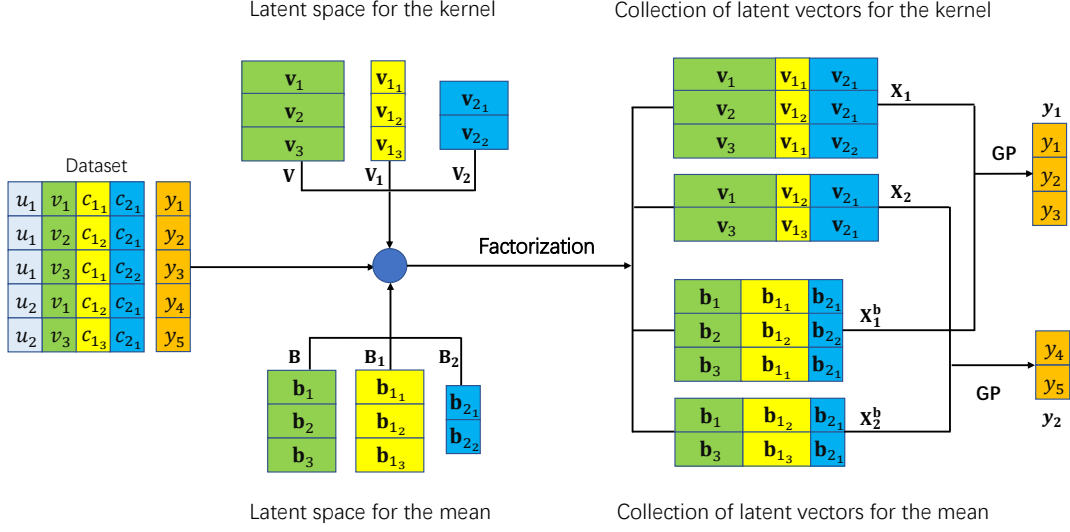 Latent space for the kernel
Collection of latent vectors for the kernel
v₁
v₂
v₃
V
v₁₁
v₁₂
v₁₃
V₁
v₂₁
v₂₂
V₂
Dataset
u₁ v₁ c₁₁ c₂₁ y₁
u₁ v₂ c₁₂ c₂₁ y₂
u₁ v₃ c₁₁ c₂₂ y₃
u₂ v₁ c₁₂ c₂₁ y₄
u₂ v₃ c₁₃ c₂₁ y₅
Factorization
B
b₁
b₂
b₃
B₁
b₁₁
b₁₂
b₁₃
B₂
b₂₁
b₂₂
v₁ v₁₁ v₂₁
v₂ v₁₂ v₂₁
v₃ v₁₁ v₂₂
X₁
v₁ v₁₂ v₂₁
v₃ v₁₃ v₂₁
X₂
b₁ b₁₁ b₂₁
b₂ b₁₂ b₂₂
b₃ b₁₁ b₂₁
X₁ᵇ
b₁ b₁₂ b₂₁
b₃ b₁₃ b₂₁
X₂ᵇ
GP
y₁
y₁
y₂
y₃
GP
y₄
y₅
y₂
Latent space for the mean
Collection of latent vectors for the mean